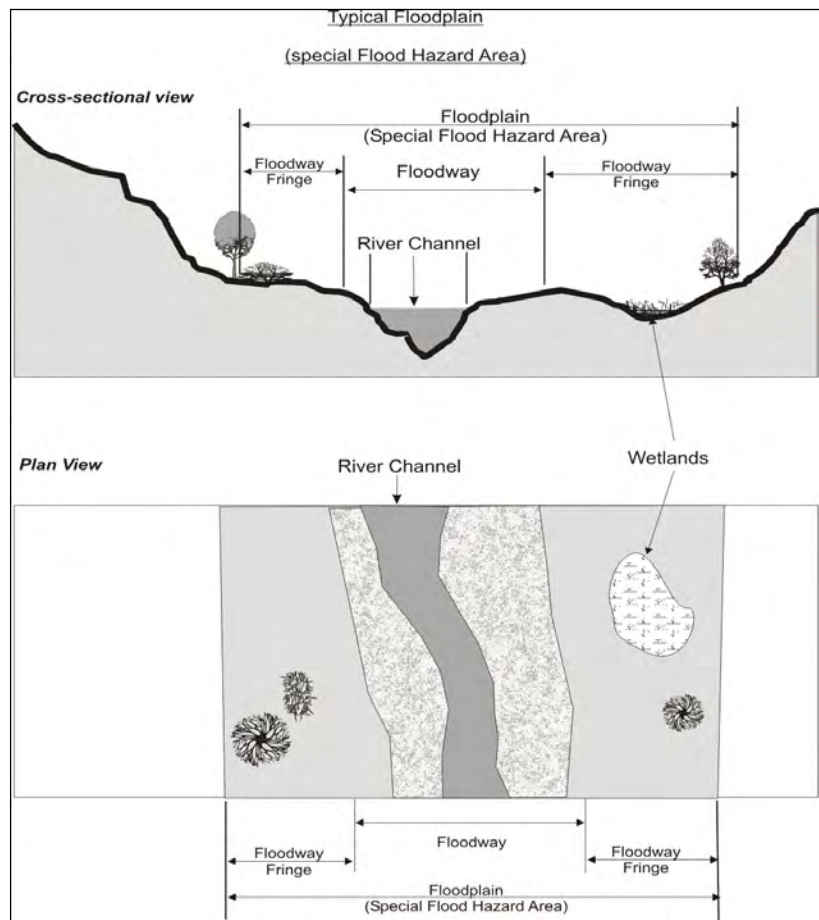 Typical Floodplain
(special Flood Hazard Area)
Cross-sectional view
Floodplain
(Special Flood Hazard Area)
Floodway
Fringe
Floodway
Floodway
Fringe
River Channel
Wetlands
Plan View
River Channel
Floodway
Floodway
Fringe
Floodway
Fringe
Floodplain
(Special Flood Hazard Area)